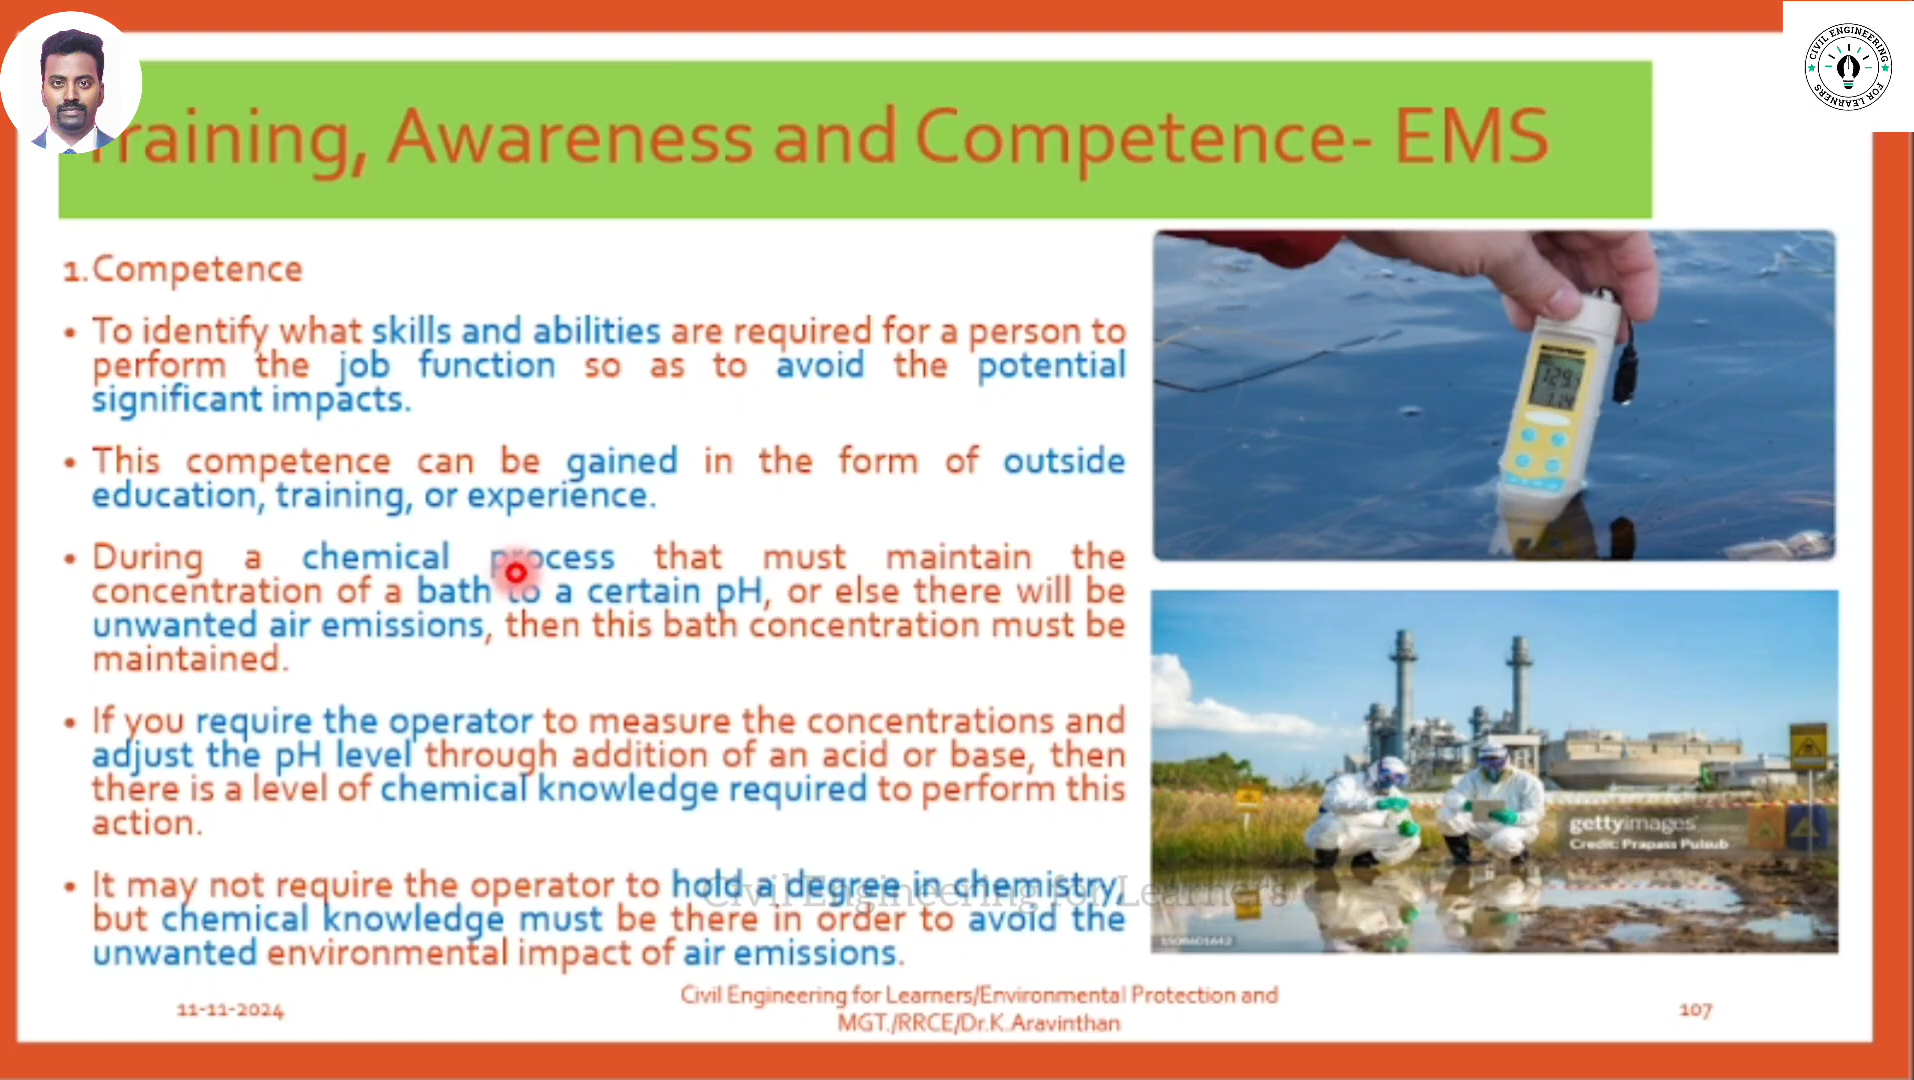 CIVIL ENGINEERING
FOR LEARNERS
Training, Awareness and Competence- EMS
1. Competence
• To identify what skills and abilities are required for a person to
perform the job function so as to avoid the potential
significant impacts.
• This competence can be gained in the form of outside
education, training, or experience.
• During a chemical process that must maintain the
concentration of a bath to a certain pH, or else there will be
unwanted air emissions, then this bath concentration must be
maintained.
• If you require the operator to measure the concentrations and
adjust the pH level through addition of an acid or base, then
there is a level of chemical knowledge required to perform this
action.
• It may not require the operator to hold a degree in chemistry,
but chemical knowledge must be there in order to avoid the
unwanted environmental impact of air emissions.
Civil Engineering for Learners
gettyimages
Credit: Prapass Pulsub
11-11-2024
Civil Engineering for Learners/Environmental Protection and
MGT./RRCE/Dr.K.Aravinthan
107